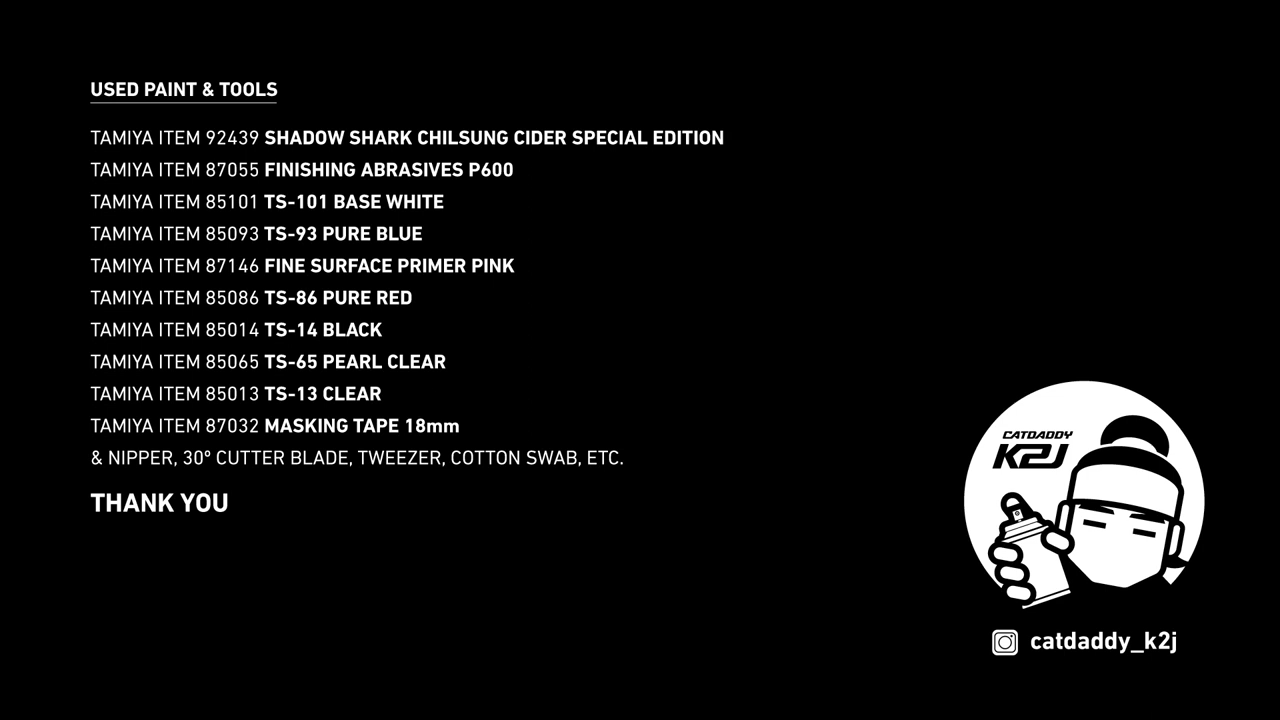 USED PAINT & TOOLS
TAMIYA ITEM 92439 SHADOW SHARK CHILSUNG CIDER SPECIAL EDITION
TAMIYA ITEM 87055 FINISHING ABRASIVES P600
TAMIYA ITEM 85101 TS-101 BASE WHITE
TAMIYA ITEM 85093 TS-93 PURE BLUE
TAMIYA ITEM 87146 FINE SURFACE PRIMER PINK
TAMIYA ITEM 85086 TS-86 PURE RED
TAMIYA ITEM 85014 TS-14 BLACK
TAMIYA ITEM 85065 TS-65 PEARL CLEAR
TAMIYA ITEM 85013 TS-13 CLEAR
TAMIYA ITEM 87032 MASKING TAPE 18mm
& NIPPER, 30º CUTTER BLADE, TWEEZER, COTTON SWAB, ETC.
THANK YOU
CATDADDY
K2J
catdaddy_k2j